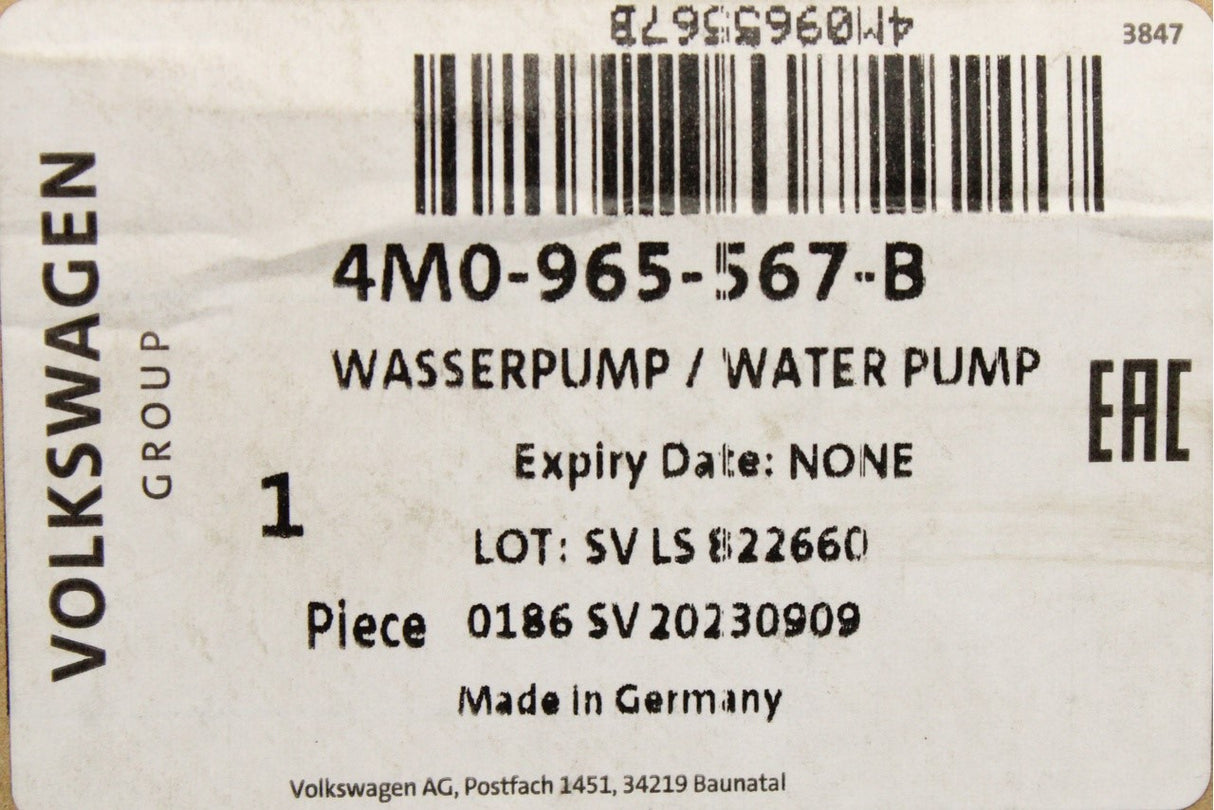 4M0965567B
3847
4M0-965-567-B
WASSERPUMP / WATER PUMP
EAC
Expiry Date: NONE
1
LOT: SV LS 822660
Piece 0186 SV 20230909
Made in Germany
Volkswagen AG, Postfach 1451, 34219 Baunatal
VOLKSWAGEN
GROUP